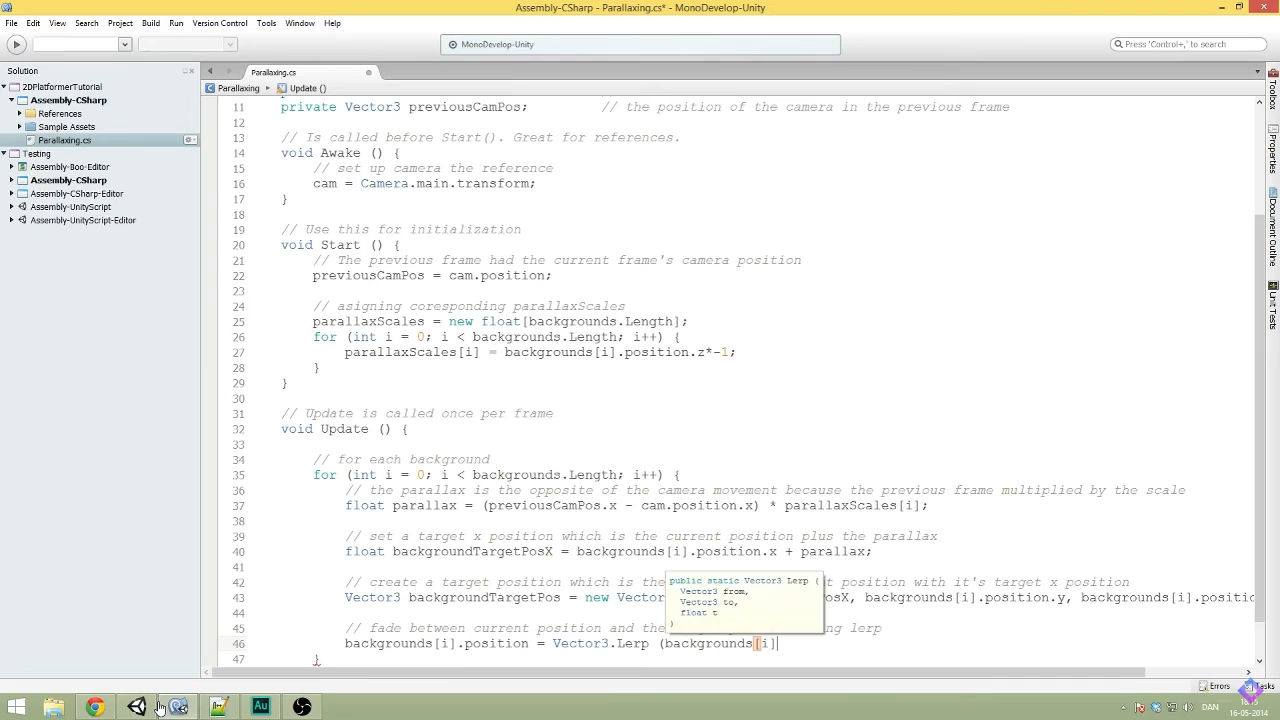 Assembly-CSharp - Parallaxing.cs* - MonoDevelop-Unity
File Edit View Search Project Build Run Version Control Tools Window Help
MonoDevelop-Unity
Press 'Control+,' to search
Solution
2DPlatformerTutorial
Assembly-CSharp
References
Sample Assets
Parallaxing.cs
Testing
Assembly-Boo-Editor
Assembly-CSharp
Assembly-CSharp-Editor
Assembly-UnityScript
Assembly-UnityScript-Editor
Parallaxing.cs
Parallaxing Update ()
11 private Vector3 previousCamPos; // the position of the camera in the previous frame
12
13 // Is called before Start(). Great for references.
14 void Awake () {
15 // set up camera the reference
16 cam = Camera.main.transform;
17 }
18
19 // Use this for initialization
20 void Start () {
21 // The previous frame had the current frame's camera position
22 previousCamPos = cam.position;
23
24 // asigning coresponding parallaxScales
25 parallaxScales = new float[backgrounds.Length];
26 for (int i = 0; i < backgrounds.Length; i++) {
27 parallaxScales[i] = backgrounds[i].position.z*-1;
28 }
29 }
30
31 // Update is called once per frame
32 void Update () {
33
34 // for each background
35 for (int i = 0; i < backgrounds.Length; i++) {
36 // the parallax is the opposite of the camera movement because the previous frame multiplied by the scale
37 float parallax = (previousCamPos.x - cam.position.x) * parallaxScales[i];
38
39 // set a target x position which is the current position plus the parallax
40 float backgroundTargetPosX = backgrounds[i].position.x + parallax;
41
42 // create a target position which is the t position with it's target x position
43 Vector3 backgroundTargetPos = new Vector osX, backgrounds[i].position.y, backgrounds[i].positio
44
45 // fade between current position and the ng lerp
46 backgrounds[i].position = Vector3.Lerp (backgrounds[i]
47 }
public static Vector3 Lerp (
Vector3 from,
Vector3 to,
float t
)
Toolbox
Properties
Document Outline
Unit Tests
Errors Tasks
Au
DAN
16-05-2014